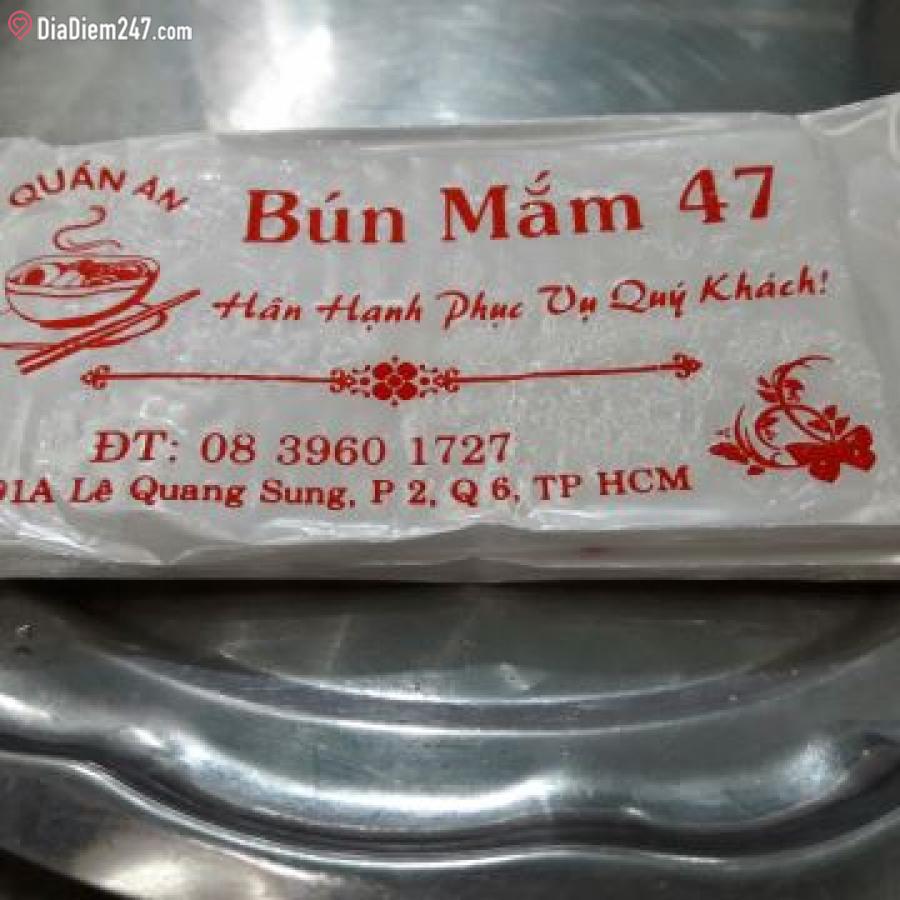 DiaDiem247.com
QUÁN ĂN
Bún Mắm 47
Hân Hạnh Phục Vụ Quý Khách!
ĐT: 08 3960 1727
91A Lê Quang Sung, P 2, Q 6, TP HCM